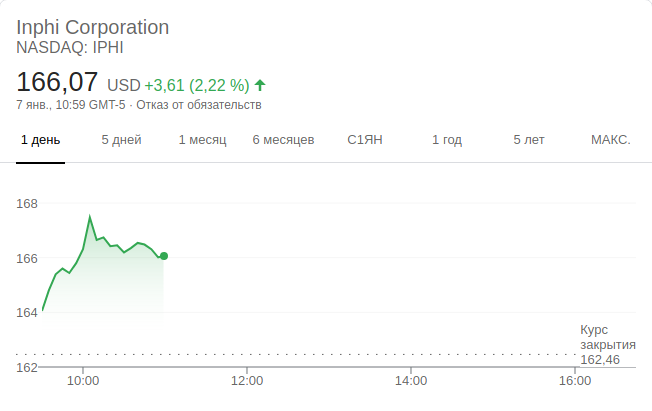 Inphi Corporation
NASDAQ: IPHI
166,07 USD +3,61 (2,22 %)
7 янв., 10:59 GMT-5 · Отказ от обязательств
1 день 5 дней 1 месяц 6 месяцев С1ЯН 1 год 5 лет МАКС.
168
166
164
162
Курс
закрытия
162,46
10:00 12:00 14:00 16:00